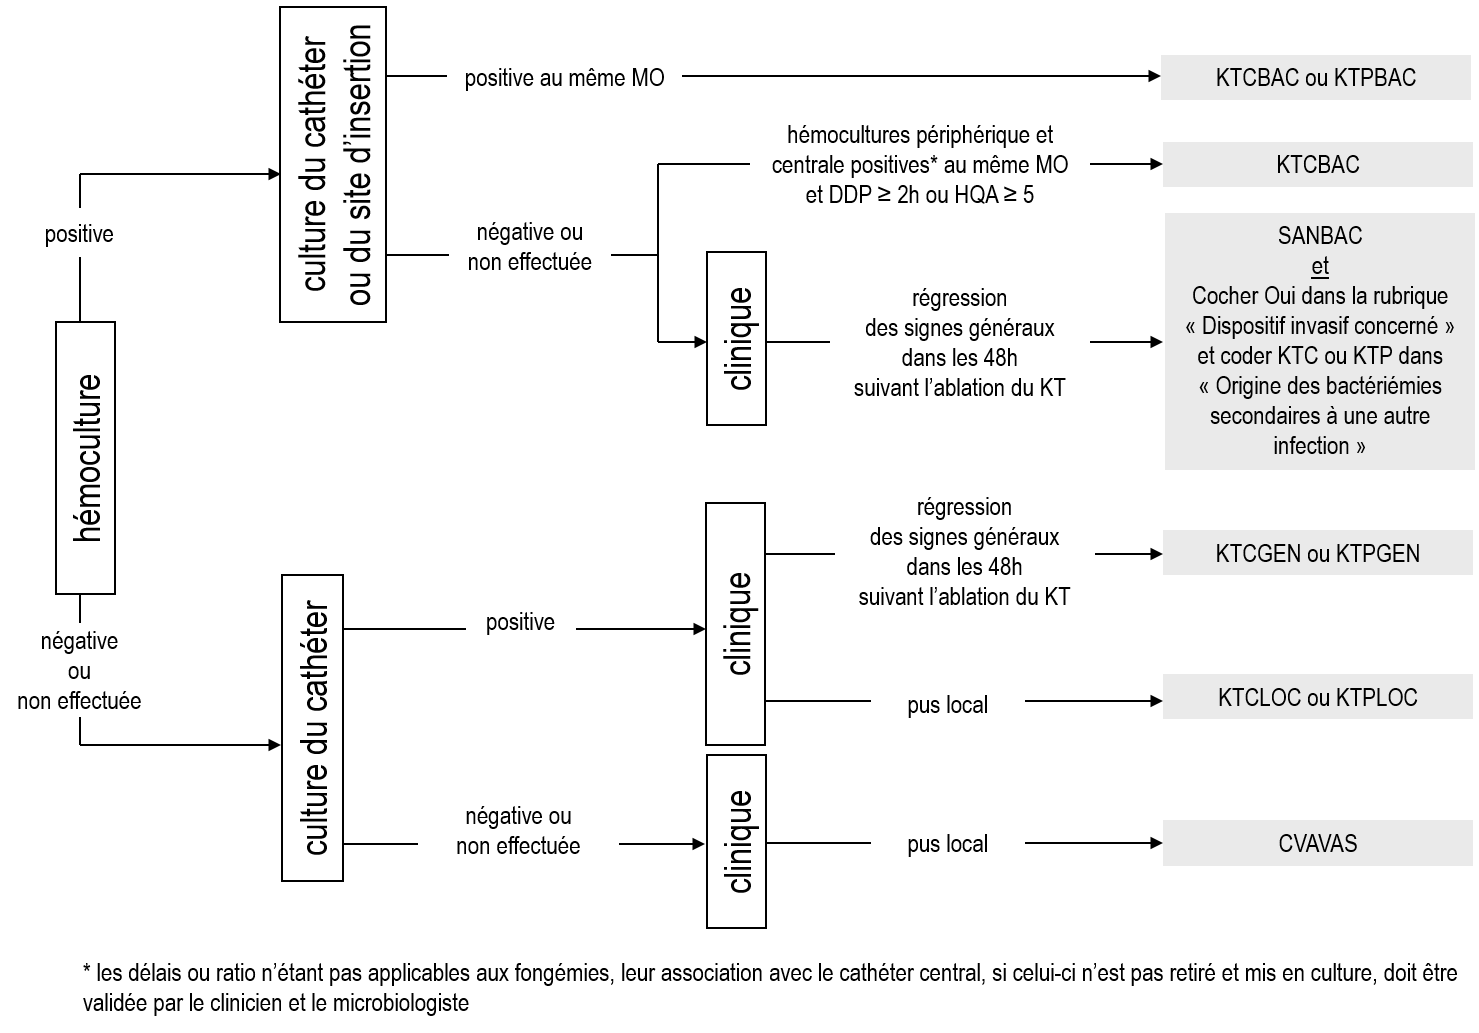 culture du cathéter
ou du site d’insertion
positive au même MO
KTCBAC ou KTPBAC
hémocultures périphérique et
centrale positives* au même MO
et DDP ≥ 2h ou HQA ≥ 5
KTCBAC
positive
négative ou
non effectuée
clinique
régression
des signes généraux
dans les 48h
suivant l’ablation du KT
SANBAC
et
Cocher Oui dans la rubrique
« Dispositif invasif concerné »
et coder KTC ou KTP dans
« Origine des bactériémies
secondaires à une autre
infection »
hémoculture
négative
ou
non effectuée
culture du cathéter
positive
clinique
régression
des signes généraux
dans les 48h
suivant l’ablation du KT
KTCGEN ou KTPGEN
pus local
KTCLOC ou KTPLOC
négative ou
non effectuée
clinique
pus local
CVAVAS
* les délais ou ratio n’étant pas applicables aux fongémies, leur association avec le cathéter central, si celui-ci n’est pas retiré et mis en culture, doit être
validée par le clinicien et le microbiologiste